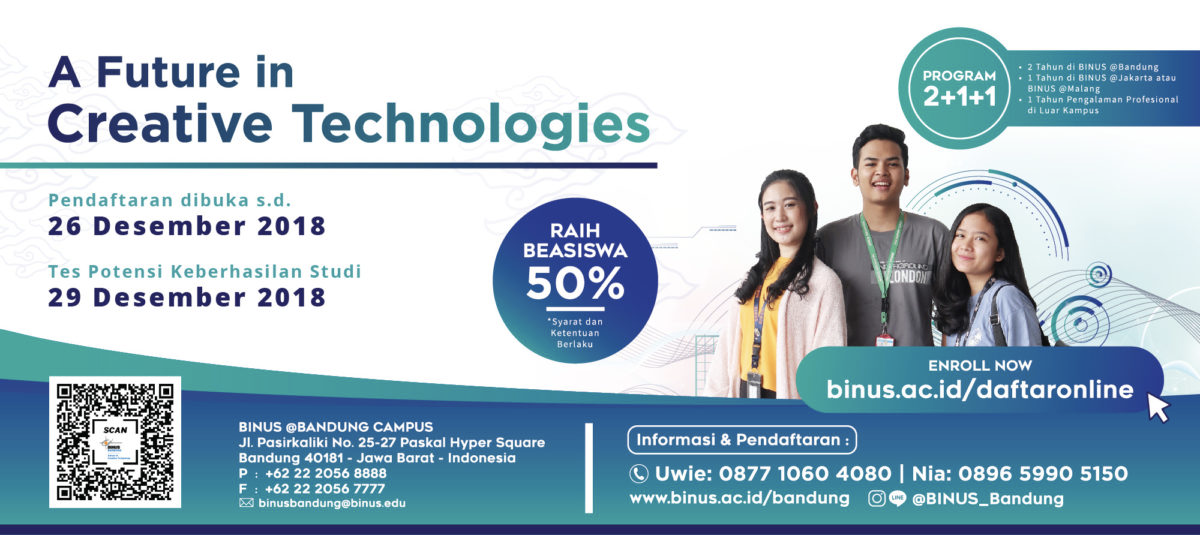 A Future in
Creative Technologies
PROGRAM
2+1+1
• 2 Tahun di BINUS @Bandung
• 1 Tahun di BINUS @Jakarta atau
BINUS @Malang
• 1 Tahun Pengalaman Profesional
di Luar Kampus
Pendaftaran dibuka s.d.
26 Desember 2018
Tes Potensi Keberhasilan Studi
29 Desember 2018
RAIH
BEASISWA
50%
*Syarat dan
Ketentuan
Berlaku
LONDON
ENROLL NOW
binus.ac.id/daftaronline
SCAN
BINUS
BINUS @BANDUNG CAMPUS
Jl. Pasirkaliki No. 25-27 Paskal Hyper Square
Bandung 40181 - Jawa Barat - Indonesia
P : +62 22 2056 8888
F : +62 22 2056 7777
binusbandung@binus.edu
Informasi & Pendaftaran :
Uwie: 0877 1060 4080 | Nia: 0896 5990 5150
www.binus.ac.id/bandung LINE @BINUS_Bandung